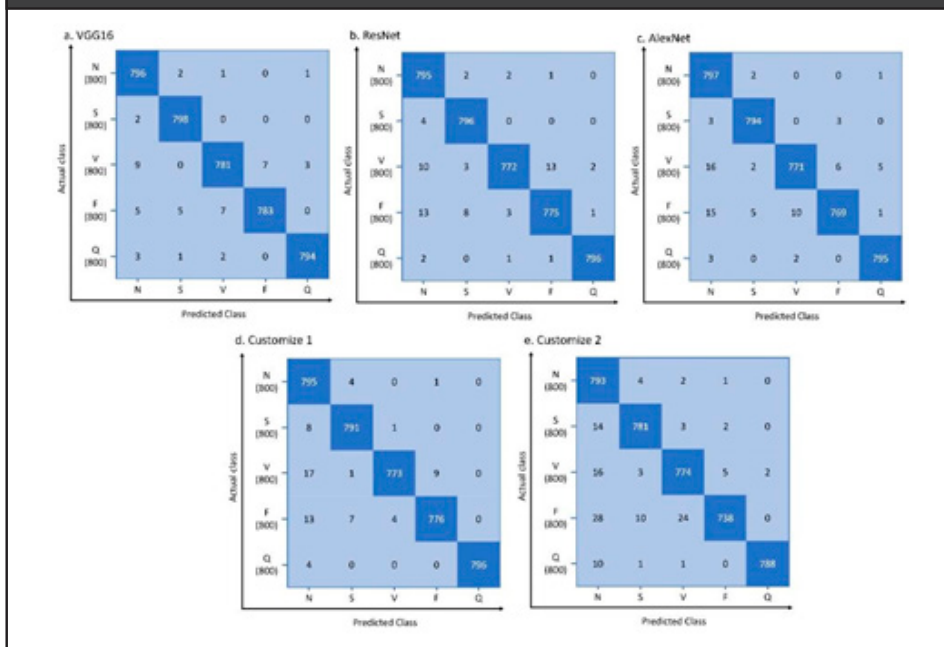 a. VGG16
Actual class
N (800) 796 2 1 0 1
S (800) 2 798 0 0 0
V (800) 9 0 781 7 3
F (800) 5 5 7 783 0
Q (800) 3 1 2 0 794
N S V F Q
Predicted Class
b. ResNet
Actual class
N (800) 795 2 2 1 0
S (800) 4 796 0 0 0
V (800) 10 3 772 13 2
F (800) 13 8 3 775 1
Q (800) 2 0 1 1 796
N S V F Q
Predicted Class
c. AlexNet
Actual class
N (800) 797 2 0 0 1
S (800) 3 794 0 3 0
V (800) 16 2 771 6 5
F (800) 15 5 10 769 1
Q (800) 3 0 2 0 795
N S V F Q
Predicted Class
d. Customize 1
Actual class
N (800) 795 4 0 1 0
S (800) 8 791 1 0 0
V (800) 17 1 773 9 0
F (800) 13 7 4 776 0
Q (800) 4 0 0 0 796
N S V F Q
Predicted Class
e. Customize 2
Actual class
N (800) 793 4 2 1 0
S (800) 14 781 3 2 0
V (800) 16 3 774 5 2
F (800) 28 10 24 738 0
Q (800) 10 1 1 0 788
N S V F Q
Predicted Class